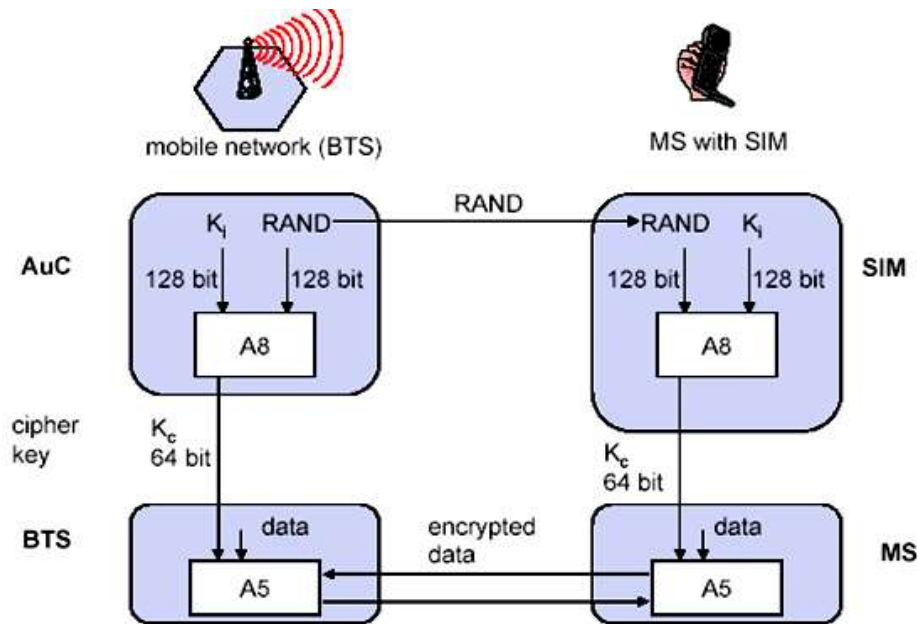 mobile network (BTS)
MS with SIM
RAND
Ki RAND
RAND Ki
AuC
SIM
128 bit 128 bit
128 bit 128 bit
A8
A8
cipher
key
Kc
64 bit
Kc
64 bit
BTS
data
encrypted
data
data
MS
A5
A5